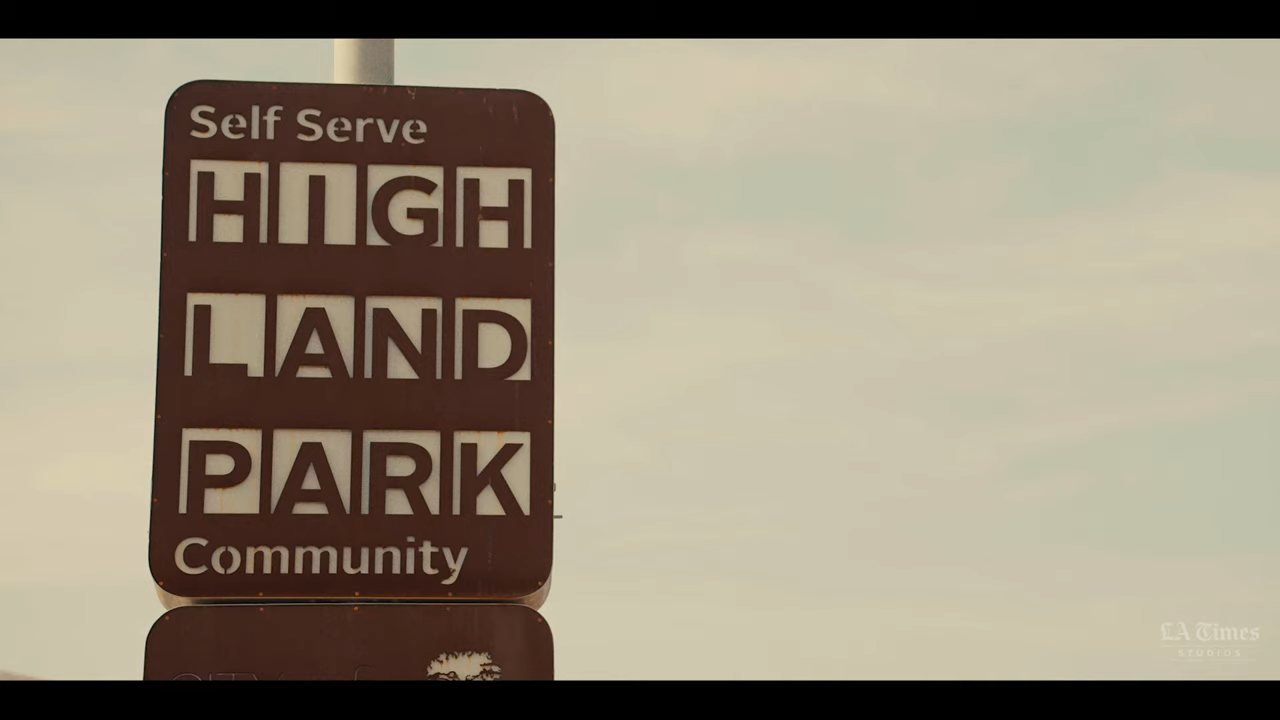 Self Serve
HIGH
LAND
PARK
Community
LA Times
STUDIOS